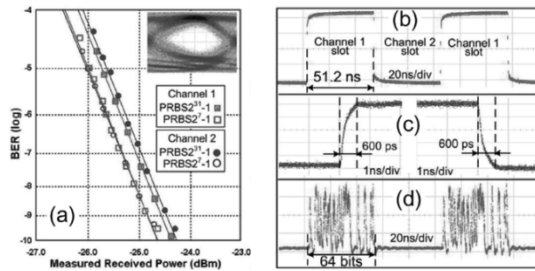 (a)
BER (log)
-4
-5
-6
-7
-8
-9
-10
Channel 1
PRBS2³¹-1
PRBS2⁷-1
Channel 2
PRBS2³¹-1
PRBS2⁷-1
-27.0 -26.0 -25.0 -24.0 -23.0
Measured Received Power (dBm)
(b)
Channel 1 slot
Channel 2 slot
Channel 1 slot
51.2 ns
20ns/div
(c)
600 ps
600 ps
1ns/div
1ns/div
(d)
20ns/div
64 bits